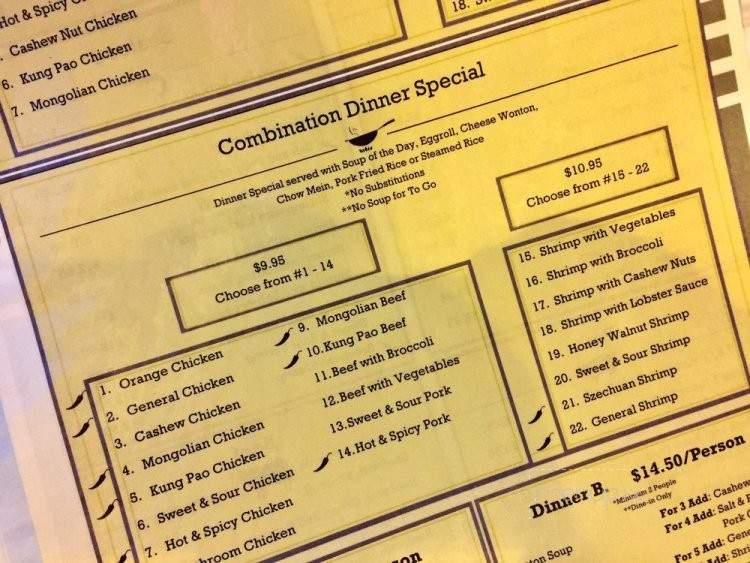 Hot & Spicy
Cashew Nut Chicken
6. Kung Pao Chicken
7. Mongolian Chicken
18.
Combination Dinner Special
Dinner Special served with Soup of the Day, Eggroll, Cheese Wonton,
Chow Mein, Pork Fried Rice or Steamed Rice
*No Substitutions
**No Soup for To Go
$9.95
Choose from #1 - 14
1. Orange Chicken
2. General Chicken
3. Cashew Chicken
4. Mongolian Chicken
5. Kung Pao Chicken
6. Sweet & Sour Chicken
7. Hot & Spicy Chicken
room Chicken
9. Mongolian Beef
10.Kung Pao Beef
11.Beef with Broccoli
12.Beef with Vegetables
13.Sweet & Sour Pork
14.Hot & Spicy Pork
$10.95
Choose from #15 - 22
15. Shrimp with Vegetables
16. Shrimp with Broccoli
17. Shrimp with Cashew Nuts
18. Shrimp with Lobster Sauce
19. Honey Walnut Shrimp
20. Sweet & Sour Shrimp
21. Szechuan Shrimp
22. General Shrimp
Dinner B.
$14.50/Person
*Minimum 2 People
**Dine-in Only
For 3 Add: Cashew
For 4 Add: Salt &
Pork
For 5 Add:
Add:
Soup